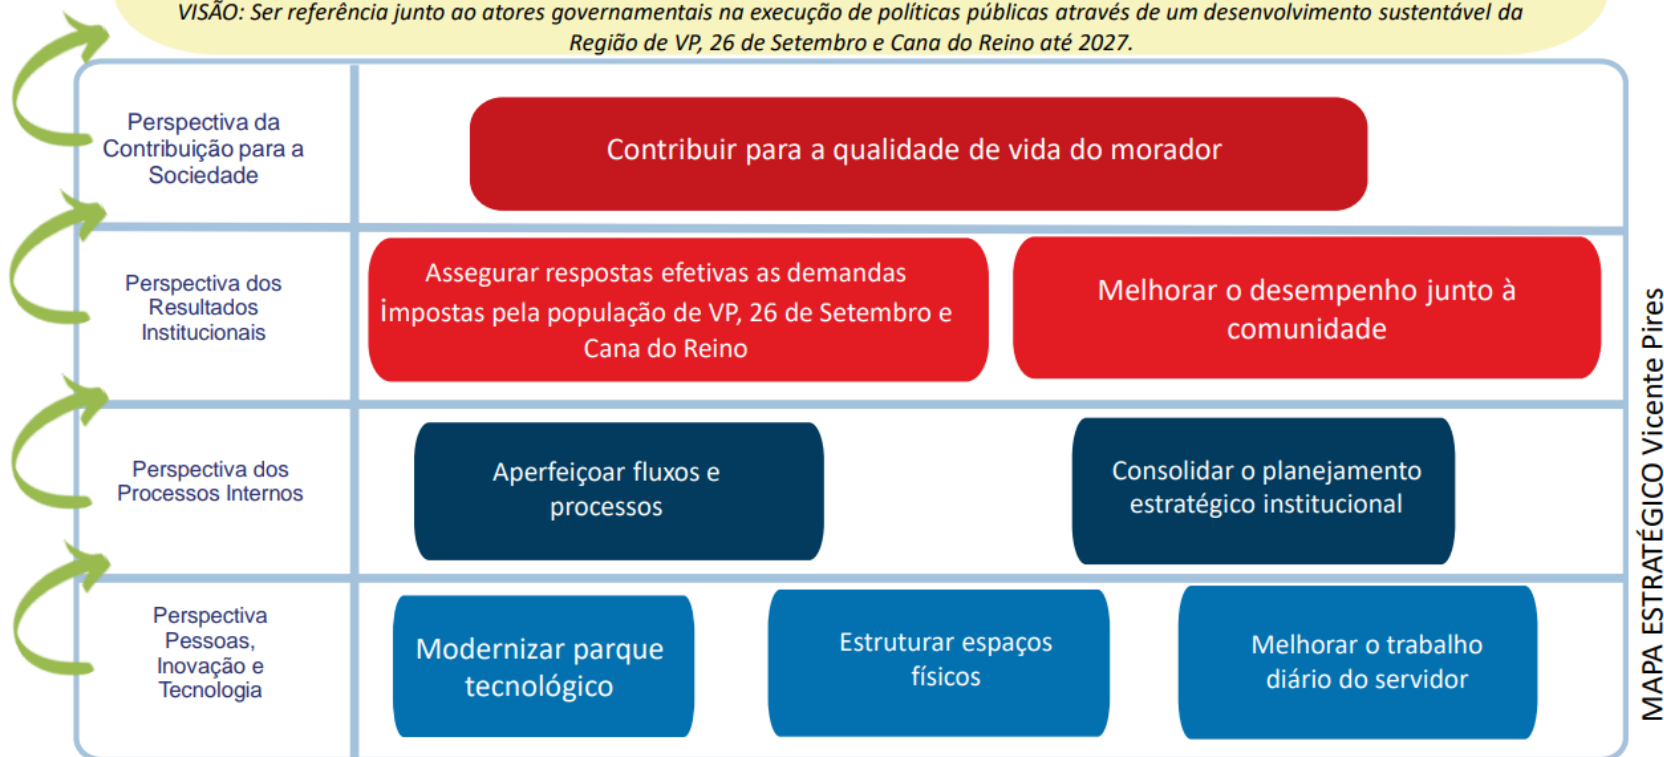 VISÃO: Ser referência junto ao atores governamentais na execução de políticas públicas através de um desenvolvimento sustentável da
Região de VP, 26 de Setembro e Cana do Reino até 2027.
Perspectiva da
Contribuição para a
Sociedade
Contribuir para a qualidade de vida do morador
Perspectiva dos
Resultados
Institucionais
Assegurar respostas efetivas as demandas
impostas pela população de VP, 26 de Setembro e
Cana do Reino
Melhorar o desempenho junto à
comunidade
Perspectiva dos
Processos Internos
Aperfeiçoar fluxos e
processos
Consolidar o planejamento
estratégico institucional
Perspectiva
Pessoas,
Inovação e
Tecnologia
Modernizar parque
tecnológico
Estruturar espaços
físicos
Melhorar o trabalho
diário do servidor
MAPA ESTRATÉGICO Vicente Pires